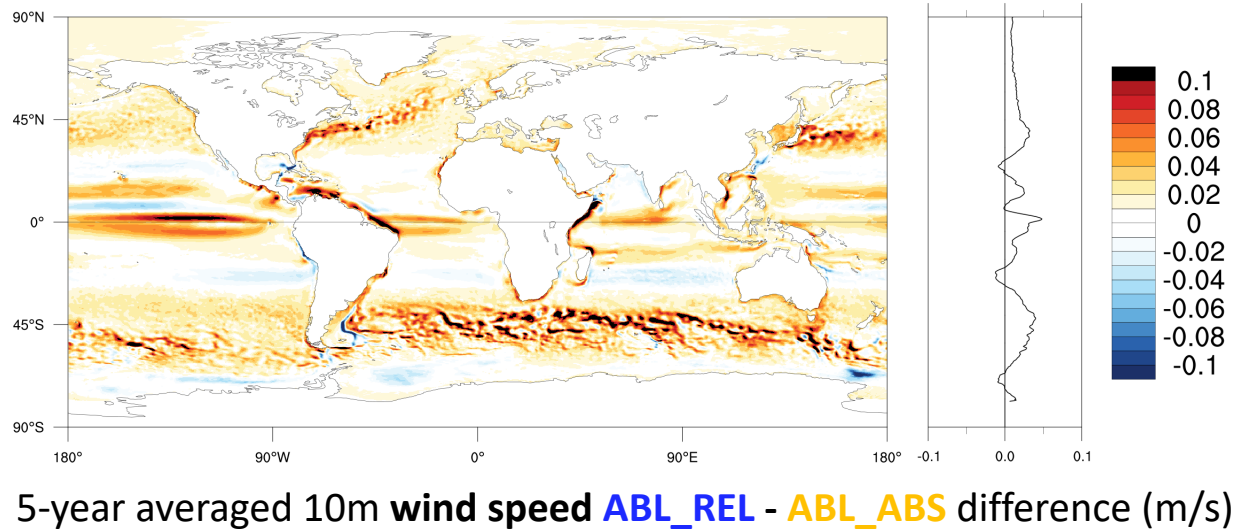 90°N
45°N
0°
45°S
90°S
180°
90°W
0°
90°E
180°
-0.1
0.0
0.1
0.1
0.08
0.06
0.04
0.02
0
-0.02
-0.04
-0.06
-0.08
-0.1
5-year averaged 10m wind speed ABL_REL - ABL_ABS difference (m/s)